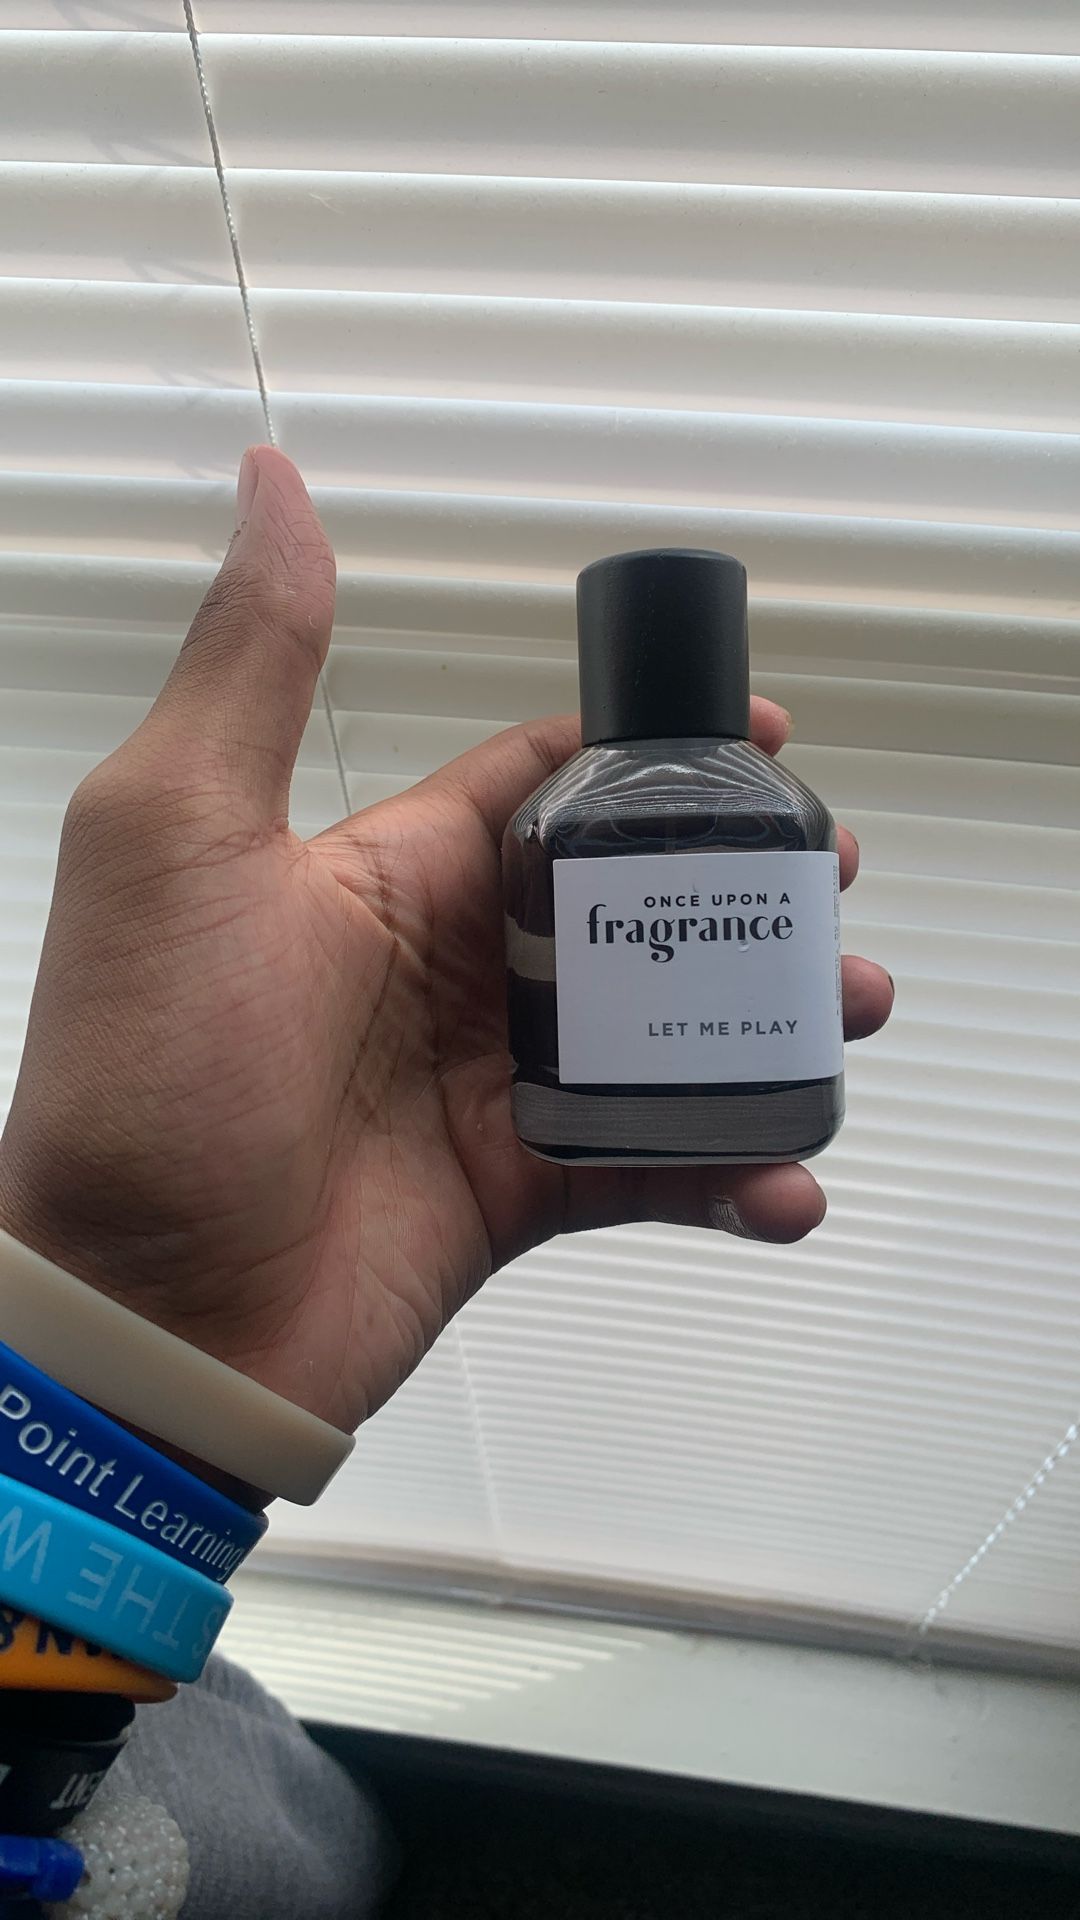 ONCE UPON A
fragrance
LET ME PLAY
Point Learning
S THE W